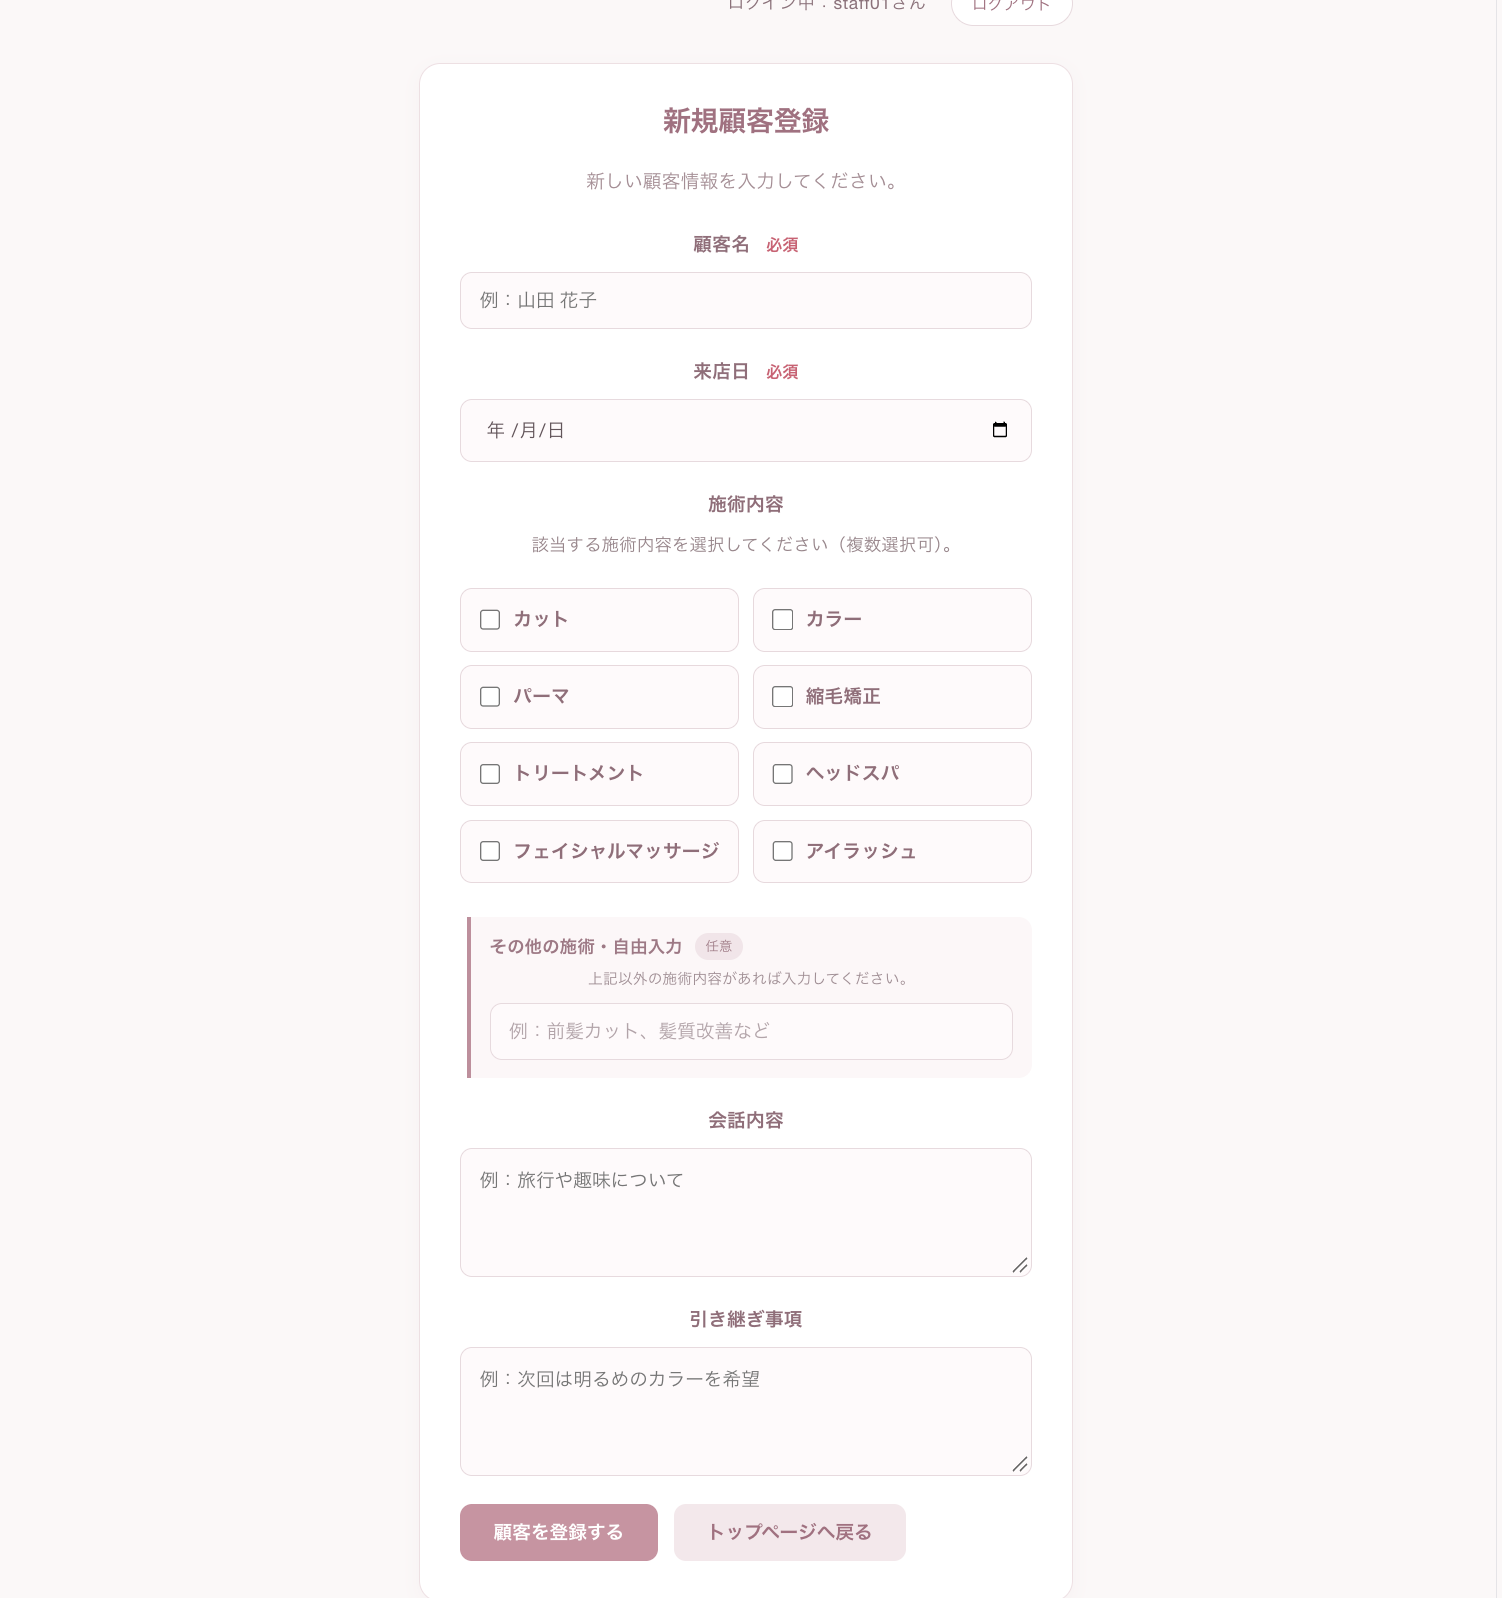 ログイン中：staff01さん ログアウト
新規顧客登録
新しい顧客情報を入力してください。
顧客名 必須
例：山田 花子
来店日 必須
年 /月/日
施術内容
該当する施術内容を選択してください（複数選択可）。
カット カラー
パーマ 縮毛矯正
トリートメント ヘッドスパ
フェイシャルマッサージ アイラッシュ
その他の施術・自由入力 任意
上記以外の施術内容があれば入力してください。
例：前髪カット、髪質改善など
会話内容
例：旅行や趣味について
引き継ぎ事項
例：次回は明るめのカラーを希望
顧客を登録する トップページへ戻る